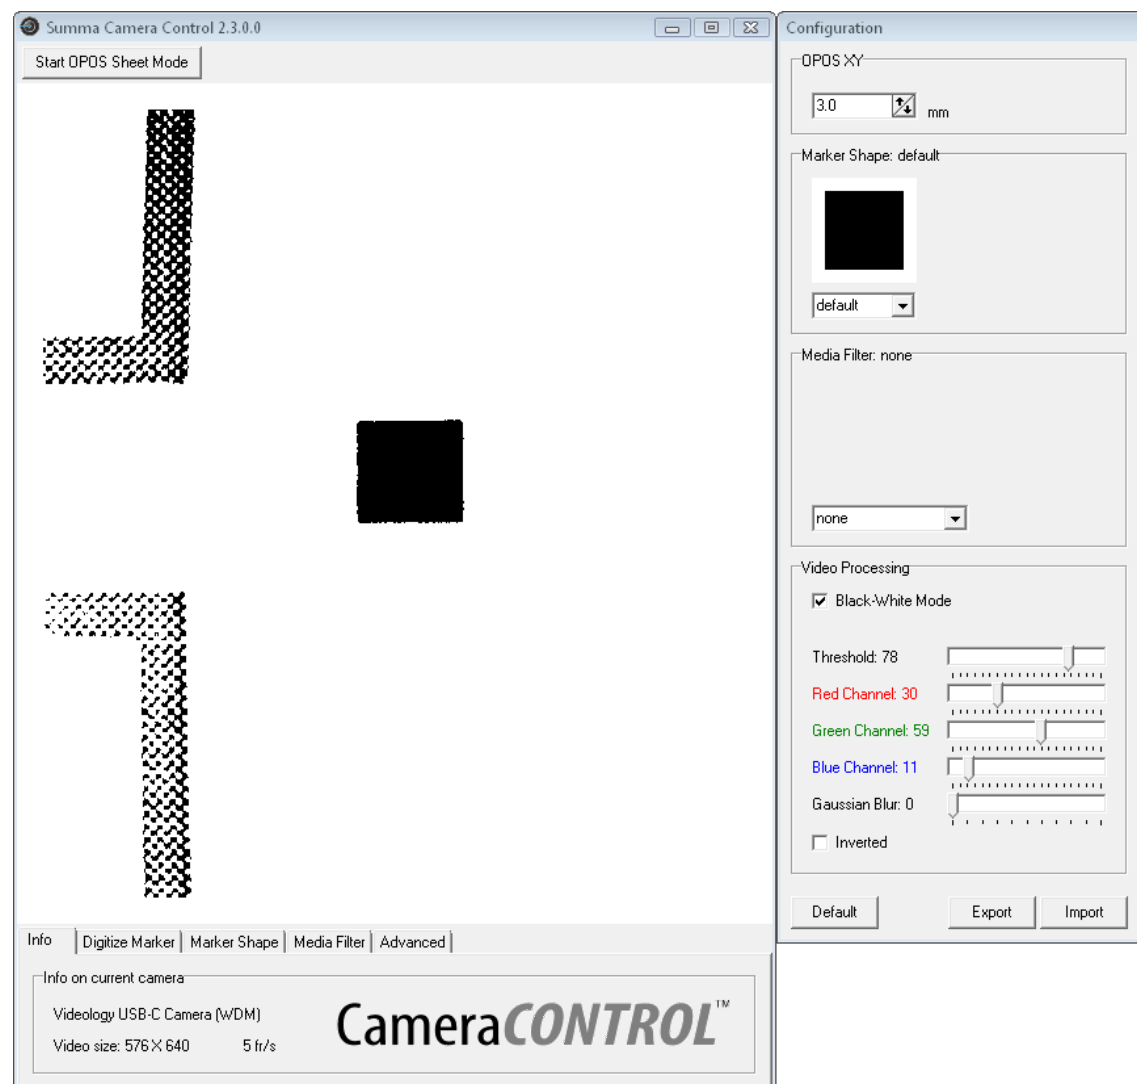 Summa Camera Control 2.3.0.0
Start OPOS Sheet Mode
Info
Digitize Marker
Marker Shape
Media Filter
Advanced
Info on current camera
Videology USB-C Camera (WDM)
Video size: 576 X 640 5 fr/s
CameraCONTROL™
Configuration
OPOS XY
3.0 mm
Marker Shape: default
default
Media Filter: none
none
Video Processing
Black-White Mode
Threshold: 78
Red Channel: 30
Green Channel: 59
Blue Channel: 11
Gaussian Blur: 0
Inverted
Default
Export
Import